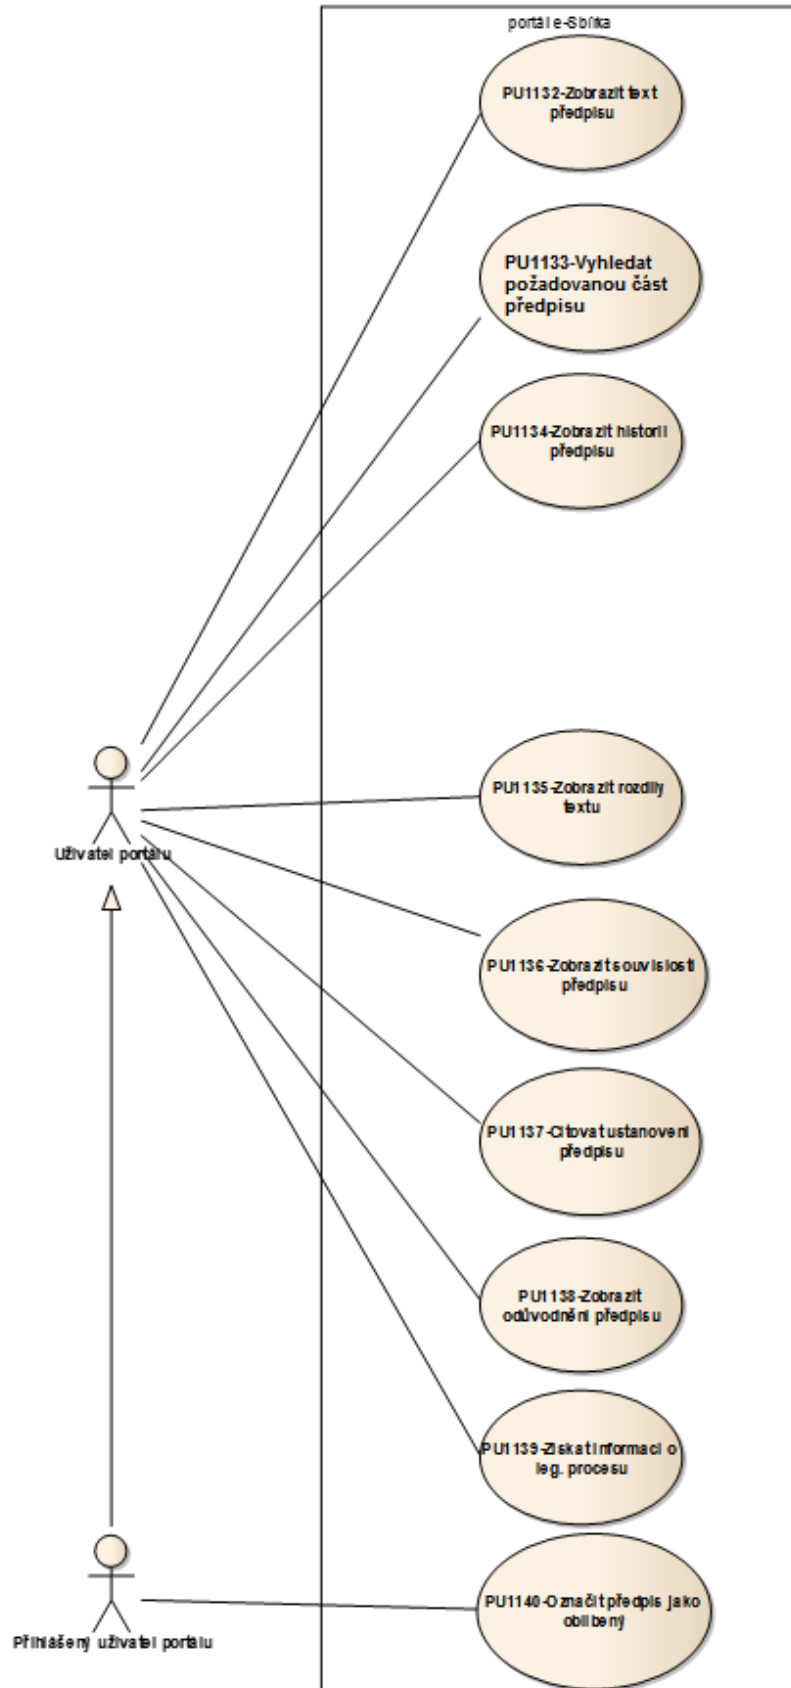 portál e-Sbírka
PU1132-Zobrazit text
předpisu
PU1133-Vyhledat
požadovanou část
předpisu
PU1134-Zobrazit historii
předpisu
PU1135-Zobrazit rozdíly
textu
Uživatel portálu
PU1136-Zobrazit souvislosti
předpisu
PU1137-Citovat ustanovení
předpisu
PU1138-Zobrazit
odůvodnění předpisu
PU1139-Získat informaci o
leg. procesu
PU1140-Označit předpis jako
oblíbený
Přihlášený uživatel portálu